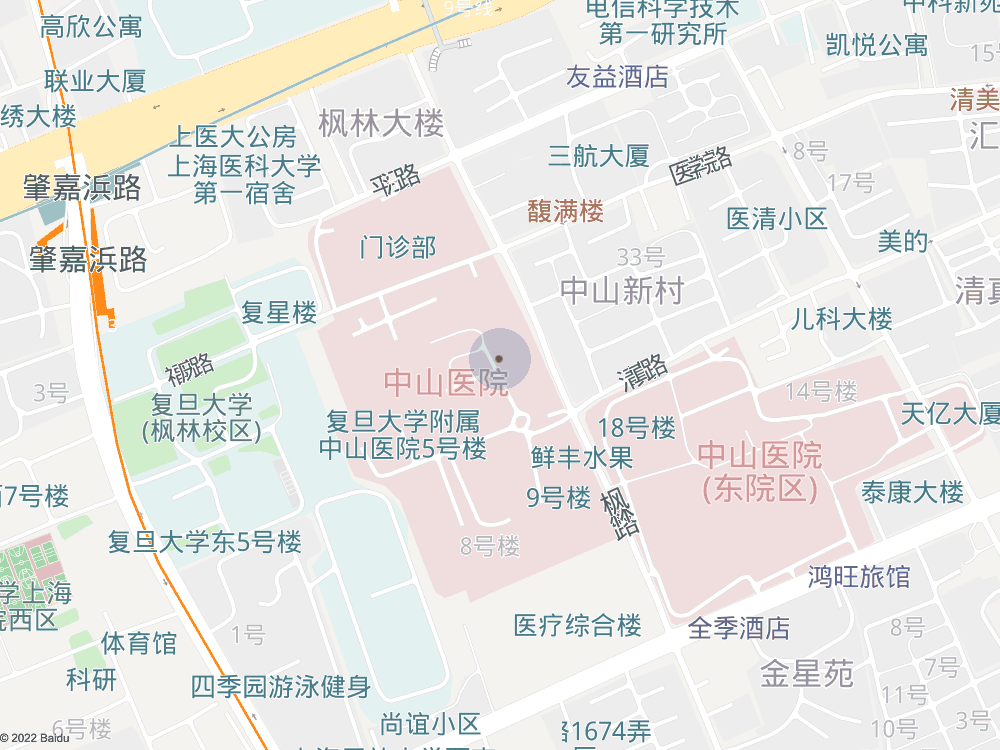 9号线
高欣公寓
电信科学技术
第一研究所
中科新苑
凯悦公寓
15号
联业大厦
友益酒店
清美
绣大楼
枫林大楼
上医大公房
汇
三航大厦
8号
上海医科大学
第一宿舍
医学院路
平江路
17号
肇嘉浜路
馥满楼
医清小区
门诊部
美的
肇嘉浜路
33号
中山新村
清真
复星楼
儿科大楼
福院路
清真路
3号
中山医院
14号楼
复旦大学
(枫林校区)
天亿大厦
复旦大学附属
中山医院5号楼
18号楼
鲜丰水果
中山医院
(东院区)
7号楼
9号楼
泰康大楼
枫林路
复旦大学东5号楼
8号楼
鸿旺旅馆
学上海
院西区
1号
医疗综合楼
全季酒店
8号
体育馆
7号
金星苑
科研
四季园游泳健身
11号
尚谊小区
3号
6号楼
路1674弄
10号
© 2022 Baidu